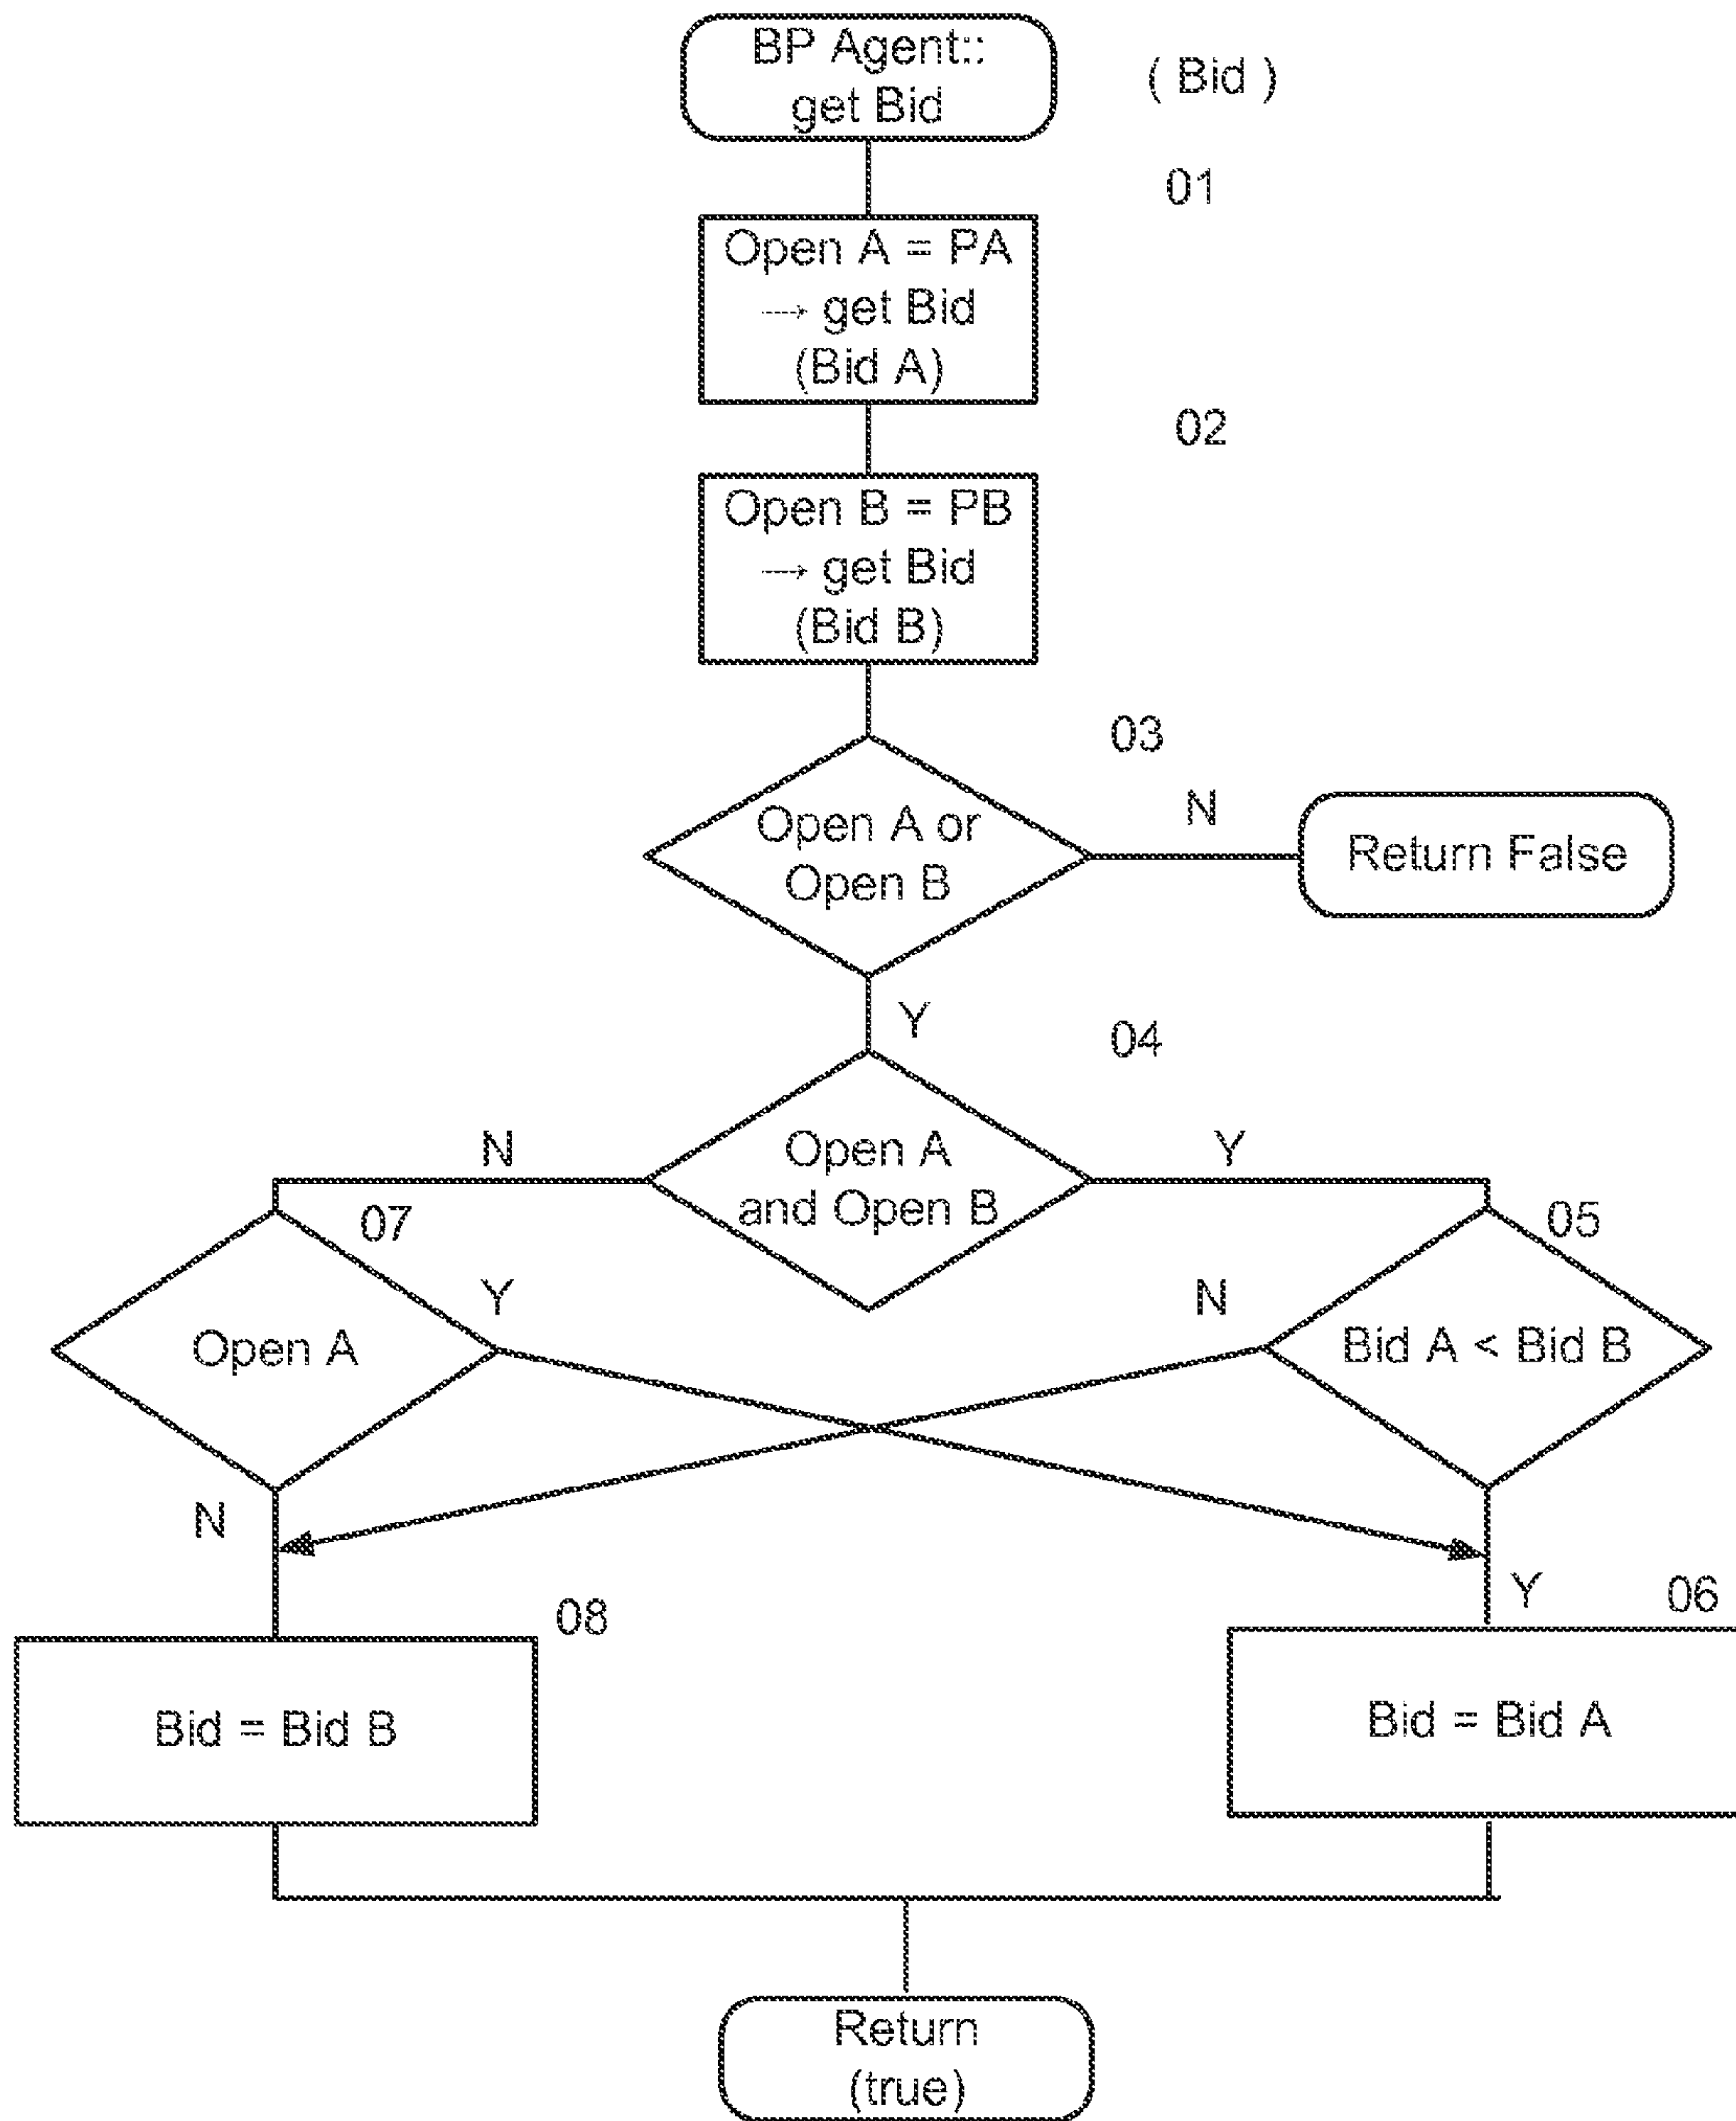 BP Agent::
get Bid
( Bid )
01
Open A = PA
→ get Bid
(Bid A)
02
Open B = PB
→ get Bid
(Bid B)
03
Open A or
Open B
N
Return False
Y
04
Open A
and Open B
N
Y
07
Open A
Y
05
Bid A < Bid B
N
N
Y
08
Bid = Bid B
06
Bid = Bid A
Return
(true)